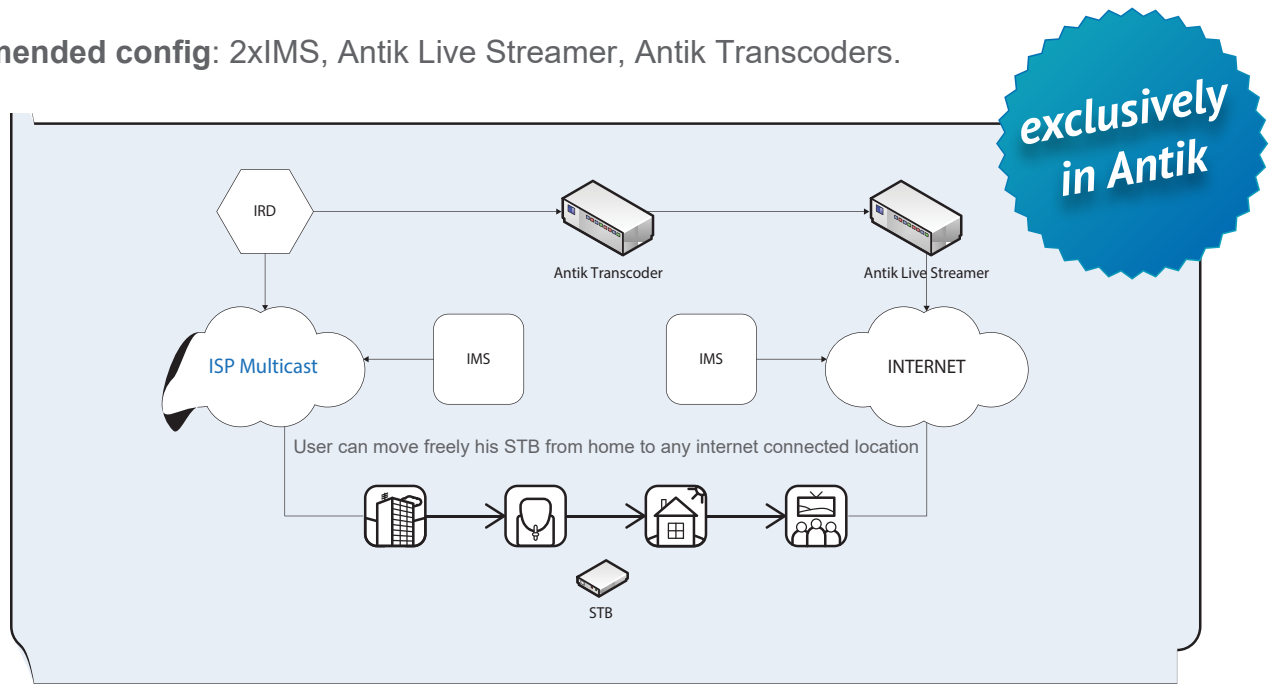 config: 2xIMS, Antik Live Streamer, Antik Transcoders.
exclusively
in Antik
IRD
Antik Transcoder
Antik Live Streamer
ISP Multicast
IMS
IMS
INTERNET
User can move freely his STB from home to any internet connected location
STB